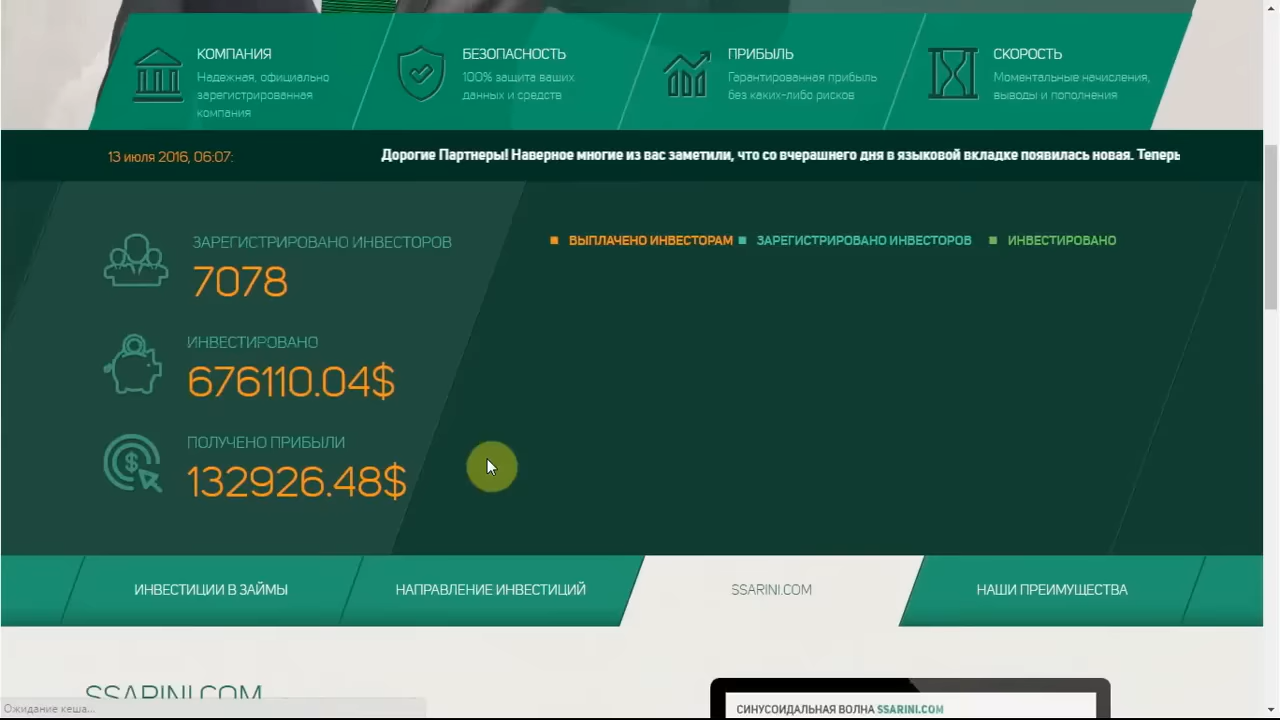 КОМПАНИЯ
Надежная, официально
зарегистрированная
компания
БЕЗОПАСНОСТЬ
100% защита ваших
данных и средств
ПРИБЫЛЬ
Гарантированная прибыль
без каких-либо рисков
СКОРОСТЬ
Моментальные начисления,
выводы и пополнения
13 июля 2016, 06:07:
Дорогие Партнеры! Наверное многие из вас заметили, что со вчерашнего дня в языковой вкладке появилась новая. Теперь
ЗАРЕГИСТРИРОВАНО ИНВЕСТОРОВ
7078
ИНВЕСТИРОВАНО
676110.04$
ПОЛУЧЕНО ПРИБЫЛИ
132926.48$
ВЫПЛАЧЕНО ИНВЕСТОРАМ
ЗАРЕГИСТРИРОВАНО ИНВЕСТОРОВ
ИНВЕСТИРОВАНО
ИНВЕСТИЦИИ В ЗАЙМЫ
НАПРАВЛЕНИЕ ИНВЕСТИЦИЙ
SSARINI.COM
НАШИ ПРЕИМУЩЕСТВА
SSARINI.COM
СИНУСОИДАЛЬНАЯ ВОЛНА SSARINI.COM
Ожидание кеша...